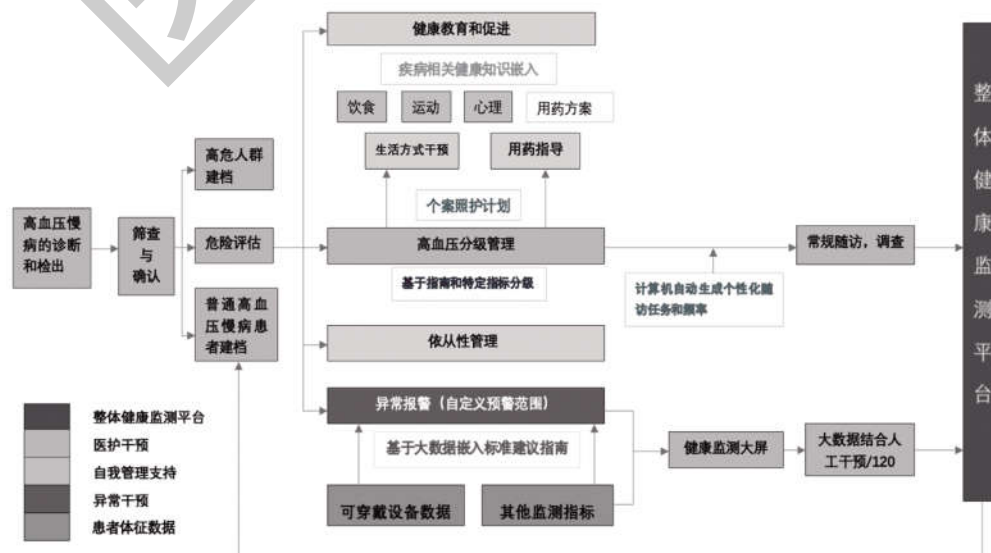 健康教育和促进
疾病相关健康知识嵌入
饮食
运动
心理
用药方案
生活方式干预
用药指导
个案照护计划
高血压慢
病的诊断
和检出
筛查
与
确认
高危人群
建档
危险评估
普通高血
压慢病患
者建档
高血压分级管理
基于指南和特定指标分级
计算机自动生成个性化随
访任务和频率
常规随访，调查
依从性管理
异常报警（自定义预警范围）
基于大数据嵌入标准建议指南
可穿戴设备数据
其他监测指标
健康监测大屏
大数据结合人
工干预/120
整
体
健
康
监
测
平
台
整体健康监测平台
医护干预
自我管理支持
异常干预
患者体征数据